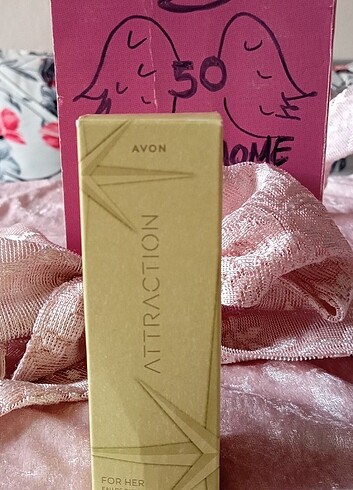 50
AVON
ATTRACTION
FOR HER